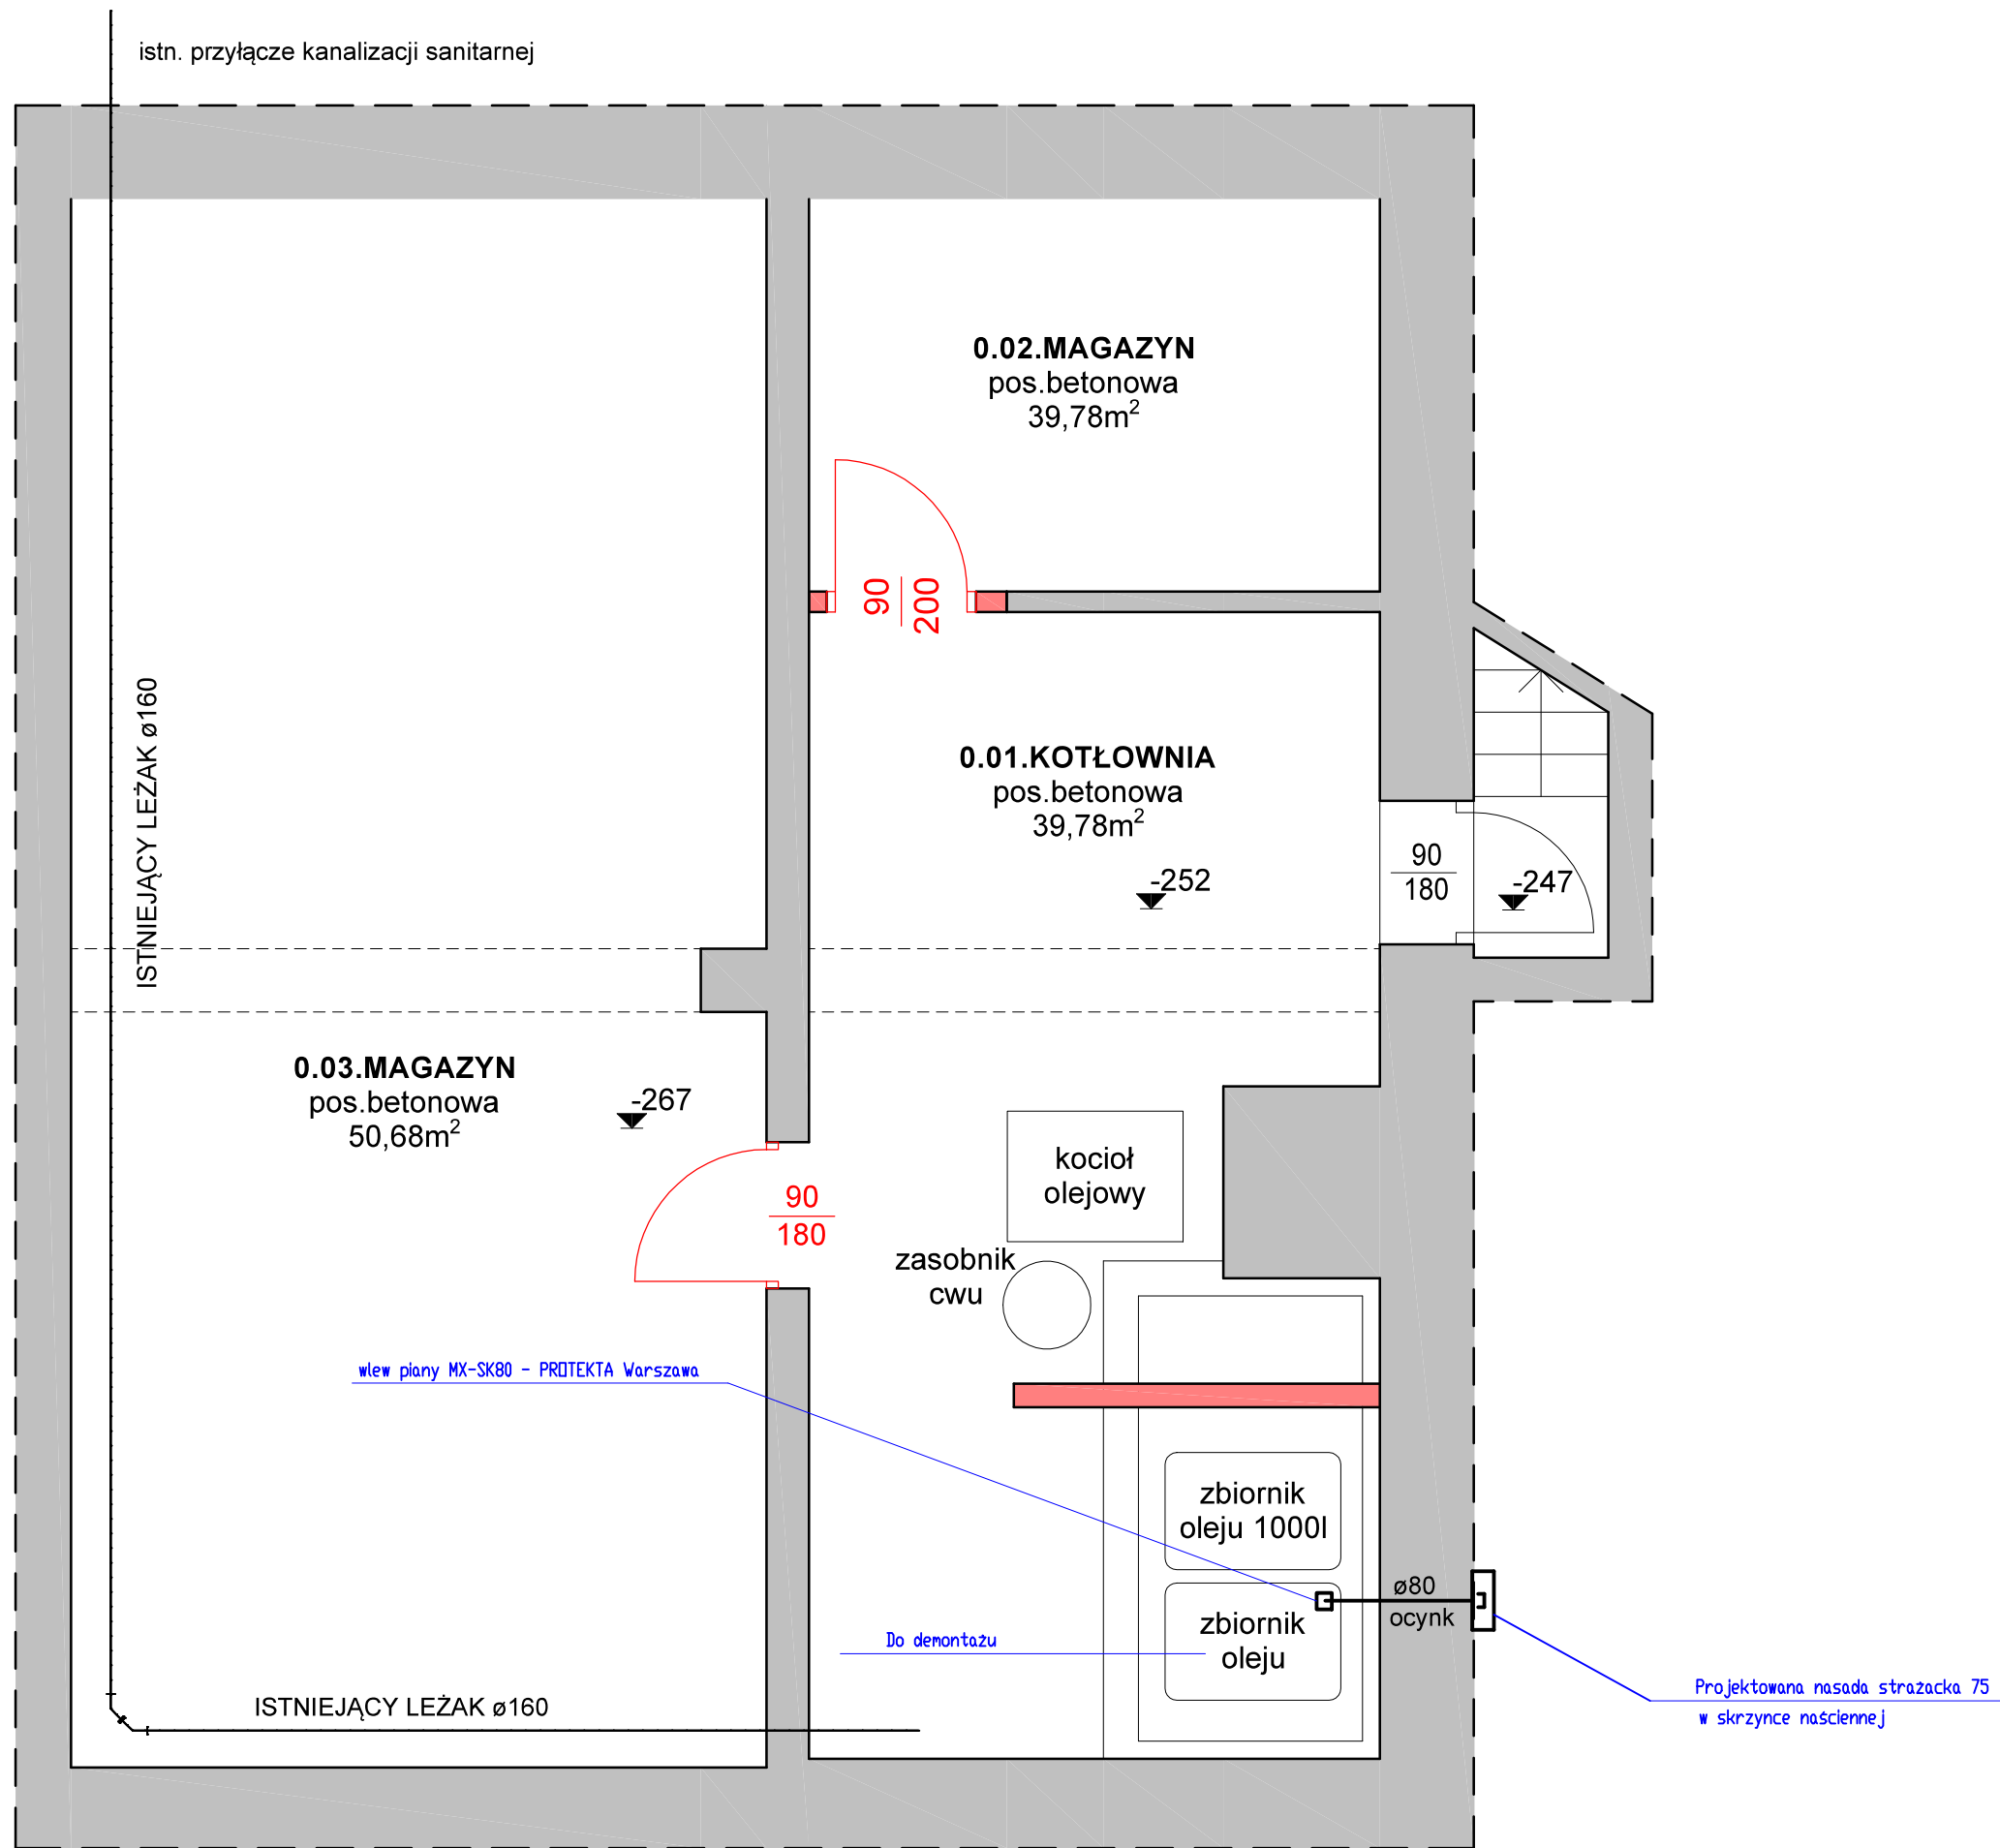 istn. przyłącze kanalizacji sanitarnej
0.02.MAGAZYN
pos.betonowa
39,78m²
90
200
ISTNIEJĄCY LEŻAK ø160
0.01.KOTŁOWNIA
pos.betonowa
39,78m²
-252
90
180
-247
0.03.MAGAZYN
pos.betonowa
50,68m²
-267
90
180
kocioł
olejowy
zasobnik
cwu
wlew piany MX-SK80 - PROTEKTA Warszawa
zbiornik
oleju 1000l
ø80
ocynk
zbiornik
oleju
Do demontażu
Projektowana nasada strażacka 75
w skrzynce naściennej
ISTNIEJĄCY LEŻAK ø160